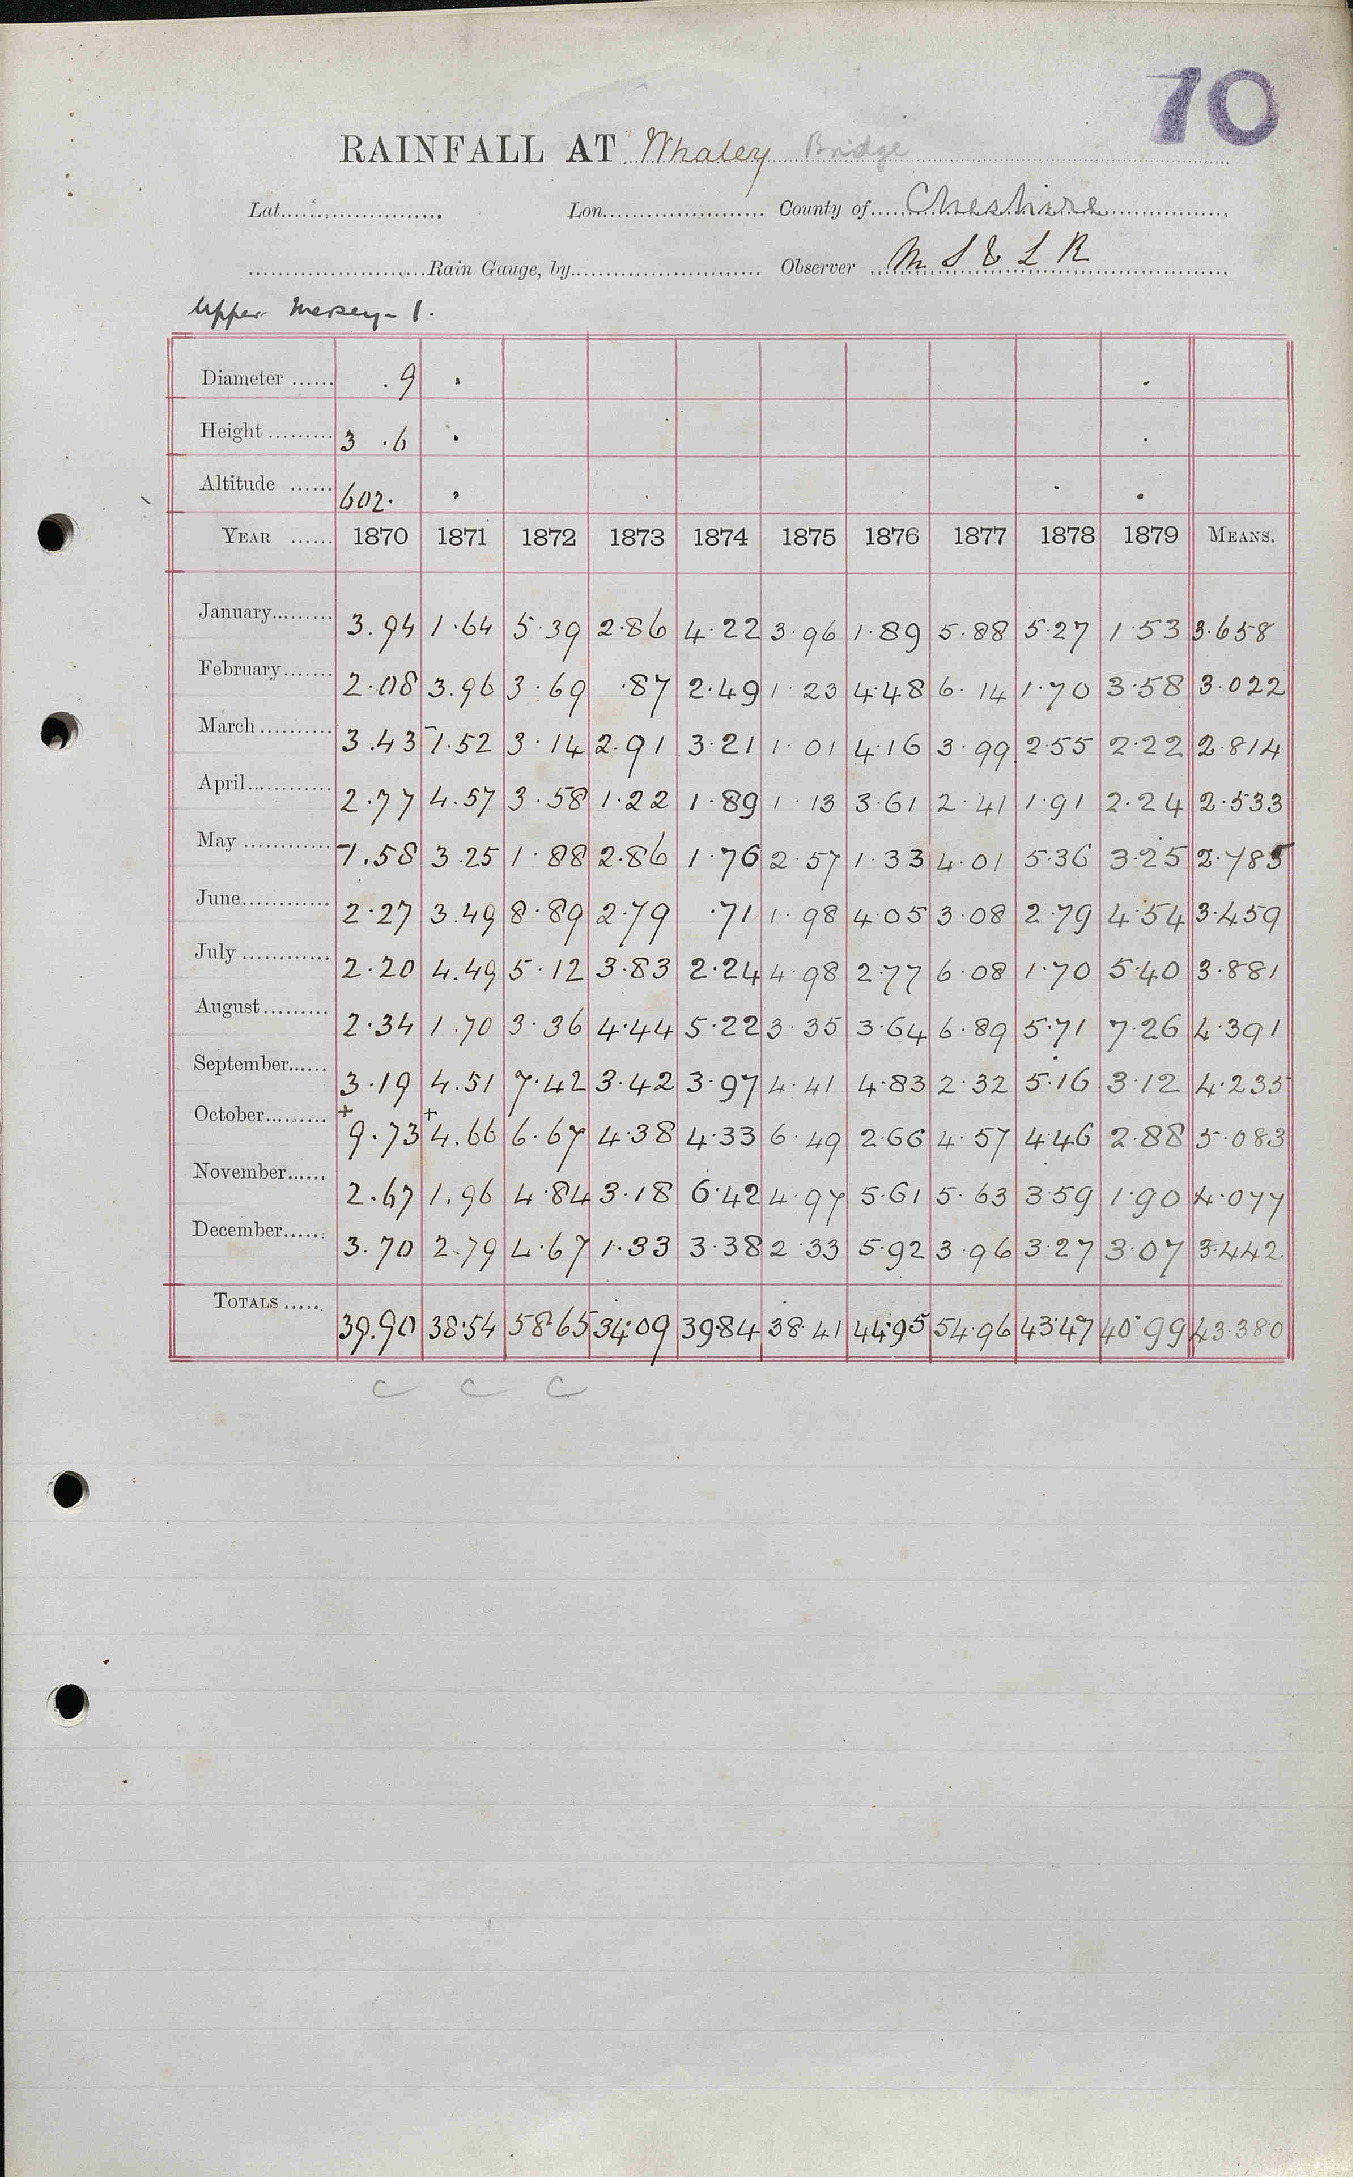 70
RAINFALL AT Whaley Bridge
Lat. Lon. County of Cheshire
Rain Gauge, by Observer M S & L R
Upper Mersey - 1.
Diameter .9
Height 3 .6
Altitude 602.
YEAR 1870 1871 1872 1873 1874 1875 1876 1877 1878 1879 MEANS.
January 3.94 1.64 5.39 2.86 4.22 3.96 1.89 5.88 5.27 1.53 3.658
February 2.08 3.96 3.69 .87 2.49 1.23 4.48 6.14 1.70 3.58 3.022
March 3.43 -1.52 3.14 2.91 3.21 1.01 4.16 3.99 2.55 2.22 2.814
April 2.77 4.57 3.58 1.22 1.89 1.13 3.61 2.41 1.91 2.24 2.533
May -1.58 3.25 1.88 2.86 1.76 2.57 1.33 4.01 5.36 3.25 2.785
June 2.27 3.49 8.89 2.79 .71 1.98 4.05 3.08 2.79 4.54 3.459
July 2.20 4.49 5.12 3.83 2.24 4.98 2.77 6.08 1.70 5.40 3.881
August 2.34 1.70 3.36 4.44 5.22 3.35 3.64 6.89 5.71 7.26 4.391
September 3.19 4.51 7.42 3.42 3.97 4.41 4.83 2.32 5.16 3.12 4.235
October +9.73 +4.66 6.67 4.38 4.33 6.49 2.66 4.57 4.46 2.88 5.083
November 2.67 1.96 4.84 3.18 6.42 4.97 5.61 5.63 3.59 1.90 4.077
December 3.70 2.79 4.67 1.33 3.38 2.33 5.92 3.96 3.27 3.07 3.442
TOTALS 39.90 38.54 58.65 34.09 39.84 38.41 44.95 54.96 43.47 40.99 43.380
C C C